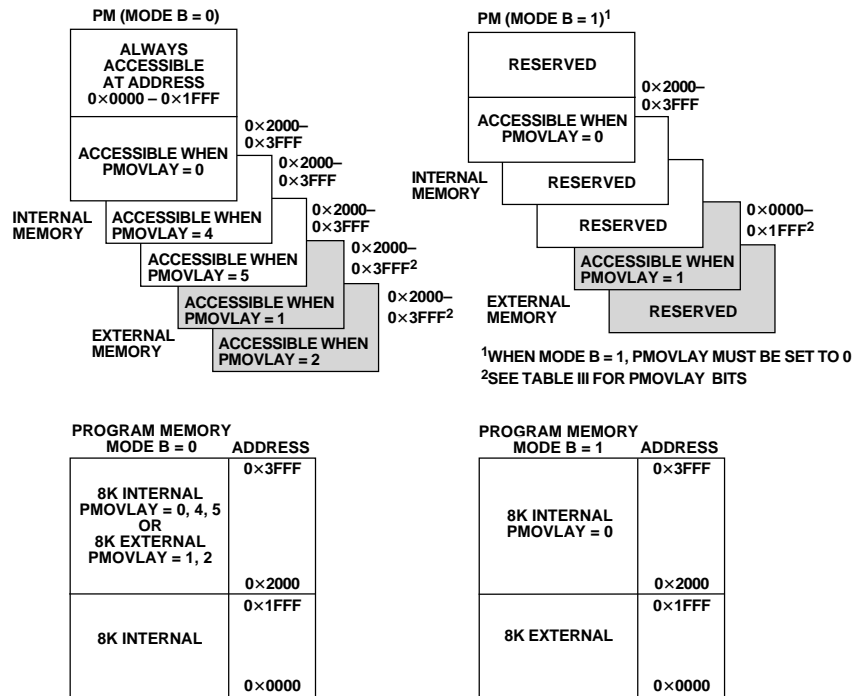 PM (MODE B = 0)
ALWAYS
ACCESSIBLE
AT ADDRESS
0×0000 – 0×1FFF
ACCESSIBLE WHEN
PMOVLAY = 0
0×2000–
0×3FFF
INTERNAL
MEMORY
ACCESSIBLE WHEN
PMOVLAY = 4
0×2000–
0×3FFF
ACCESSIBLE WHEN
PMOVLAY = 5
0×2000–
0×3FFF
ACCESSIBLE WHEN
PMOVLAY = 1
0×2000–
0×3FFF²
EXTERNAL
MEMORY
ACCESSIBLE WHEN
PMOVLAY = 2
0×2000–
0×3FFF²
PM (MODE B = 1)¹
RESERVED
0×2000–
0×3FFF
ACCESSIBLE WHEN
PMOVLAY = 0
INTERNAL
MEMORY
RESERVED
RESERVED
0×0000–
0×1FFF²
ACCESSIBLE WHEN
PMOVLAY = 1
EXTERNAL
MEMORY
RESERVED
¹WHEN MODE B = 1, PMOVLAY MUST BE SET TO 0
²SEE TABLE III FOR PMOVLAY BITS
PROGRAM MEMORY
MODE B = 0
ADDRESS
0×3FFF
8K INTERNAL
PMOVLAY = 0, 4, 5
OR
8K EXTERNAL
PMOVLAY = 1, 2
0×2000
0×1FFF
8K INTERNAL
0×0000
PROGRAM MEMORY
MODE B = 1
ADDRESS
0×3FFF
8K INTERNAL
PMOVLAY = 0
0×2000
0×1FFF
8K EXTERNAL
0×0000